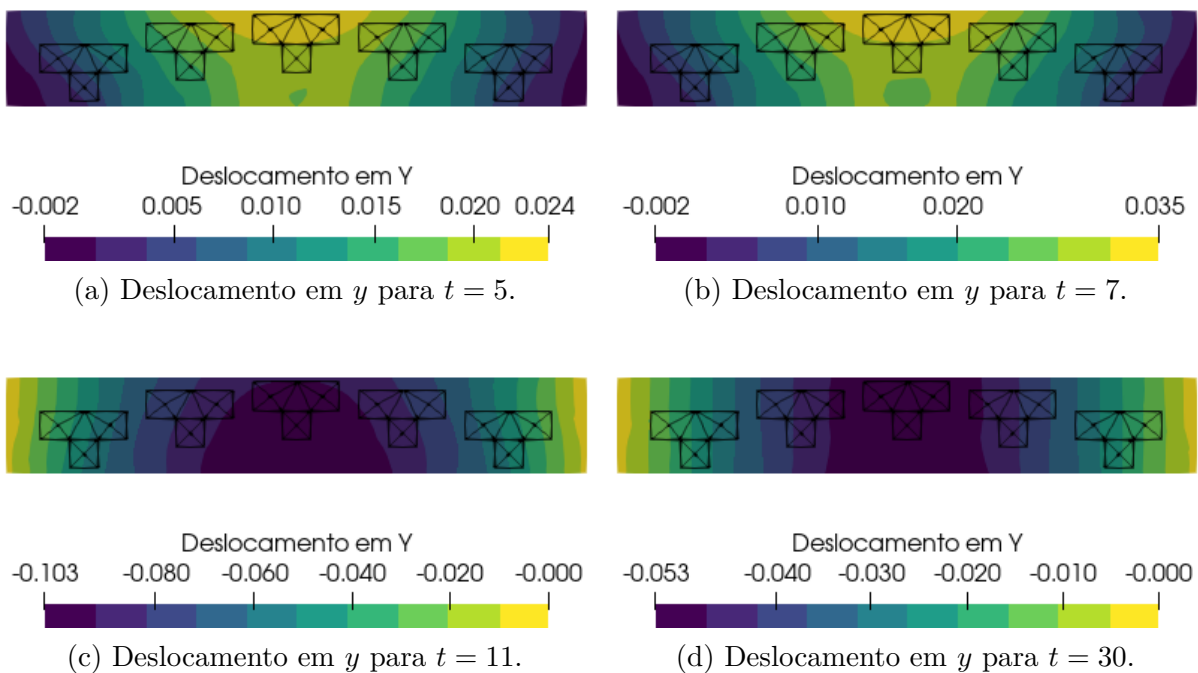 Deslocamento em Y
-0.002 0.005 0.010 0.015 0.020 0.024
(a) Deslocamento em y para t = 5.
Deslocamento em Y
-0.002 0.010 0.020 0.035
(b) Deslocamento em y para t = 7.
Deslocamento em Y
-0.103 -0.080 -0.060 -0.040 -0.020 -0.000
(c) Deslocamento em y para t = 11.
Deslocamento em Y
-0.053 -0.040 -0.030 -0.020 -0.010 -0.000
(d) Deslocamento em y para t = 30.